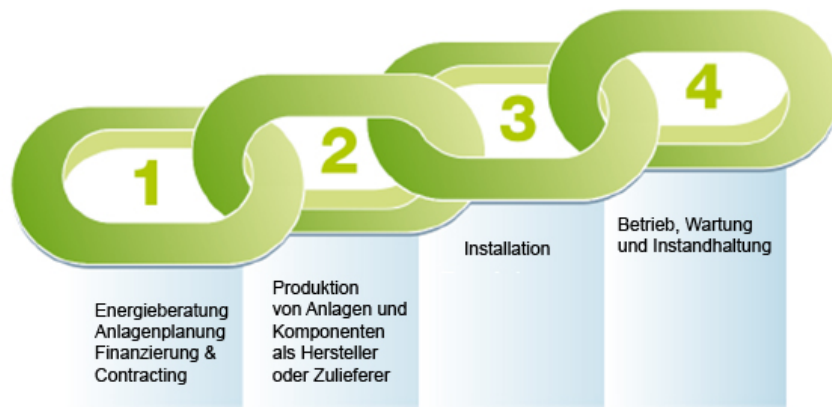 1
Energieberatung
Anlagenplanung
Finanzierung &
Contracting
2
Produktion
von Anlagen und
Komponenten
als Hersteller
oder Zulieferer
3
Installation
4
Betrieb, Wartung
und Instandhaltung